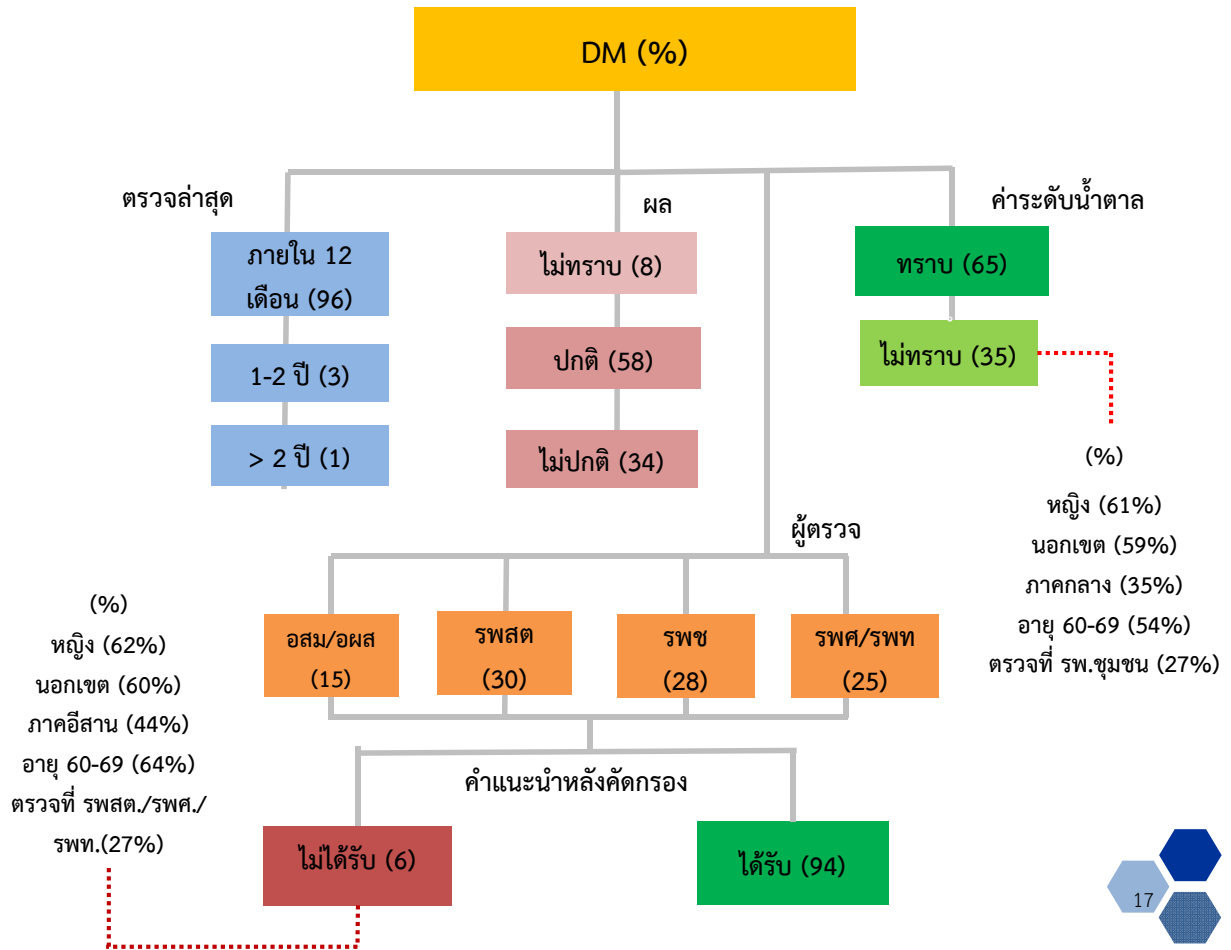 DM (%)
ตรวจล่าสุด
ภายใน 12
เดือน (96)
1-2 ปี (3)
> 2 ปี (1)
ผล
ไม่ทราบ (8)
ปกติ (58)
ไม่ปกติ (34)
ค่าระดับน้ำตาล
ทราบ (65)
ไม่ทราบ (35)
(%)
หญิง (61%)
นอกเขต (59%)
ภาคกลาง (35%)
อายุ 60-69 (54%)
ตรวจที่ รพ.ชุมชน (27%)
ผู้ตรวจ
อสม/อผส
(15)
รพสต
(30)
รพช
(28)
รพศ/รพท
(25)
คำแนะนำหลังคัดกรอง
ไม่ได้รับ (6)
ได้รับ (94)
(%)
หญิง (62%)
นอกเขต (60%)
ภาคอีสาน (44%)
อายุ 60-69 (64%)
ตรวจที่ รพสต./รพศ./
รพท.(27%)
17